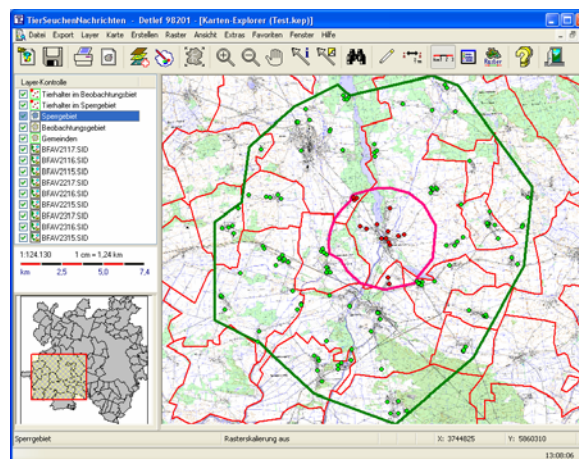 TierSeuchenNachrichten - Detlef 98201 - [Karten-Explorer (Test.kep)]
Datei Export Layer Karte Erstellen Raster Ansicht Extras Favoriten Fenster Hilfe
Raster
Layer-Kontrolle
Tierhalter in Beobachtungsbiet
Tierhalter im Sperrgebiet
Sperrgebiet
Beobachtungsgebiet
Gemeinden
BFAV2117.SID
BFAV2116.SID
BFAV2115.SID
BFAV2217.SID
BFAV2216.SID
BFAV2215.SID
BFAV2317.SID
BFAV2316.SID
BFAV2315.SID
1:124.130 1 cm = 1,24 km
km 2,5 5,0 7,4
Sperrgebiet Rasterskalierung aus X: 3744825 Y: 5860310
13:08:06